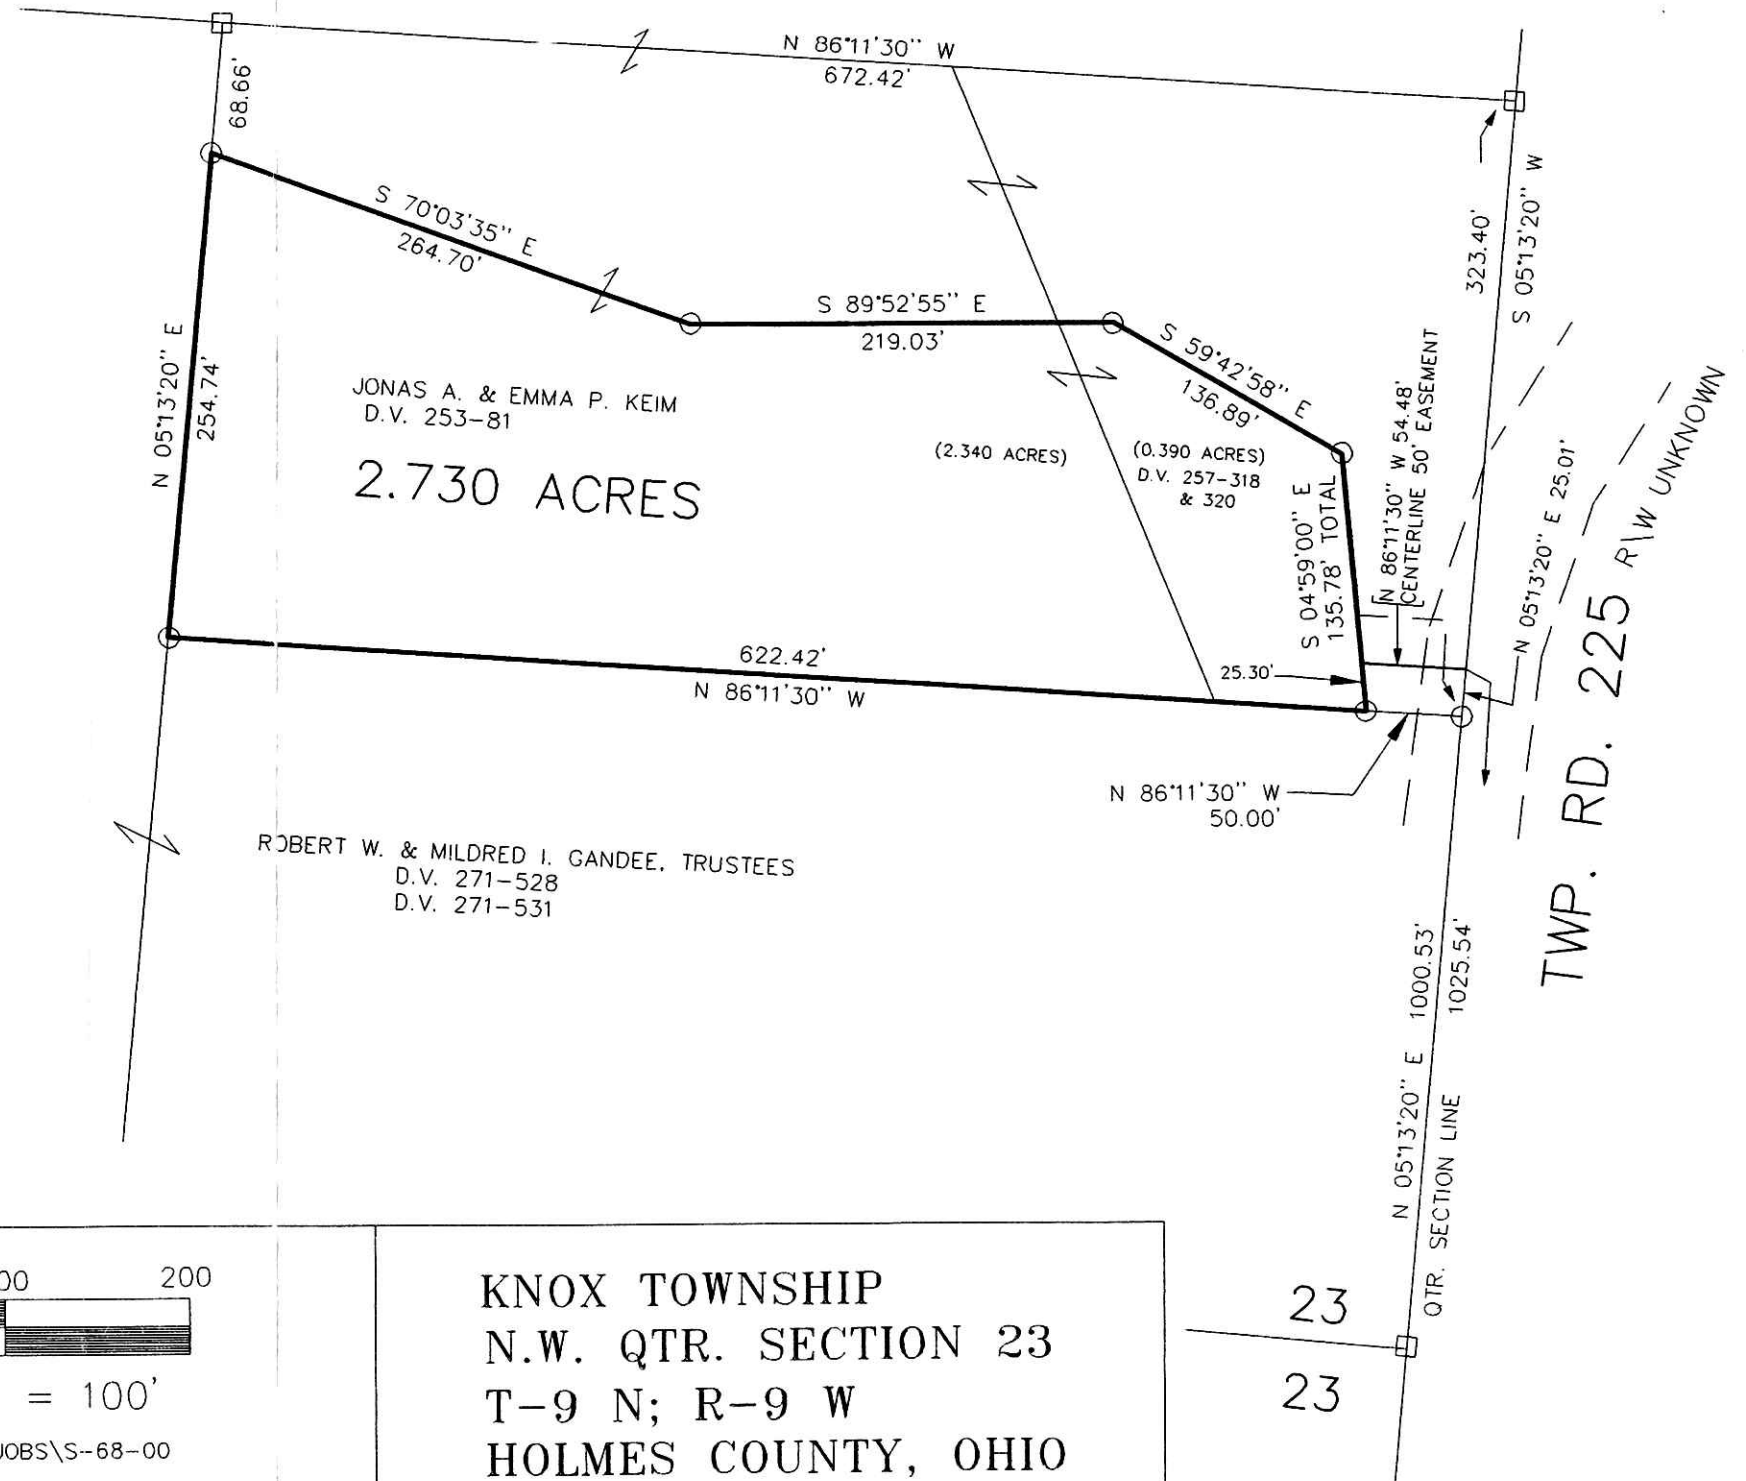 N 86°11'30" W
672.42'
68.66'
S 70°03'35" E
264.70'
S 89°52'55" E
219.03'
S 59°42'58" E
136.89'
323.40'
S 05°13'20" W
N 05°13'20" E
254.74'
JONAS A. & EMMA P. KEIM
D.V. 253-81
2.730 ACRES
(2.340 ACRES)
(0.390 ACRES)
D.V. 257-318
& 320
S 04°59'00" E
135.78' TOTAL
N 86°11'30" W 54.48'
CENTERLINE 50' EASEMENT
N 05°13'20" E 25.01'
TWP. RD. 225 R\W UNKNOWN
622.42'
N 86°11'30" W
25.30'
N 86°11'30" W
50.00'
ROBERT W. & MILDRED I. GANDEE, TRUSTEES
D.V. 271-528
D.V. 271-531
N 05°13'20" E 1000.53'
QTR. SECTION LINE 1025.54'
23
23
00 200
= 100'
JOBS\S-68-00
KNOX TOWNSHIP
N.W. QTR. SECTION 23
T-9 N; R-9 W
HOLMES COUNTY, OHIO